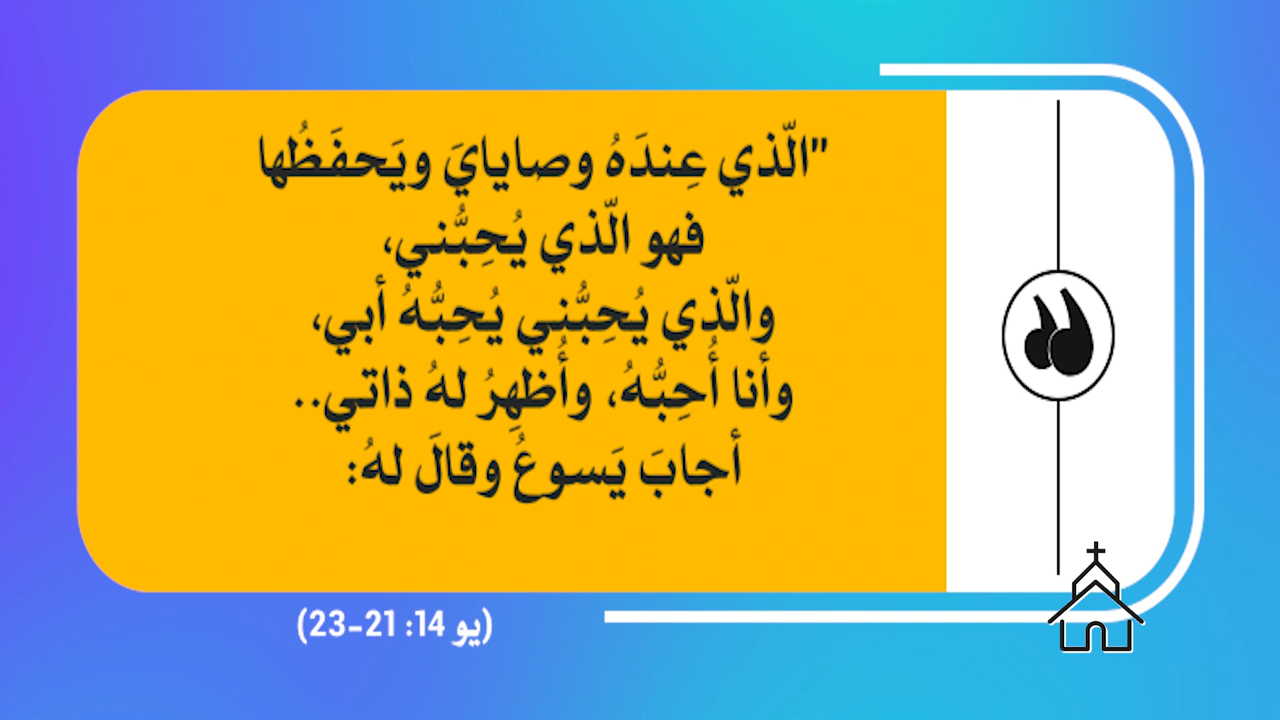 "الّذي عِندَهُ وصايايَ ويَحفَظُها
فهو الّذي يُحِبُّني،
والّذي يُحِبُّني يُحِبُّهُ أبي،
وأنا أُحِبُّهُ، وأُظهِرُ لهُ ذاتي..
أجابَ يَسوعُ وقالَ لهُ:
(يو 14: 21-23)